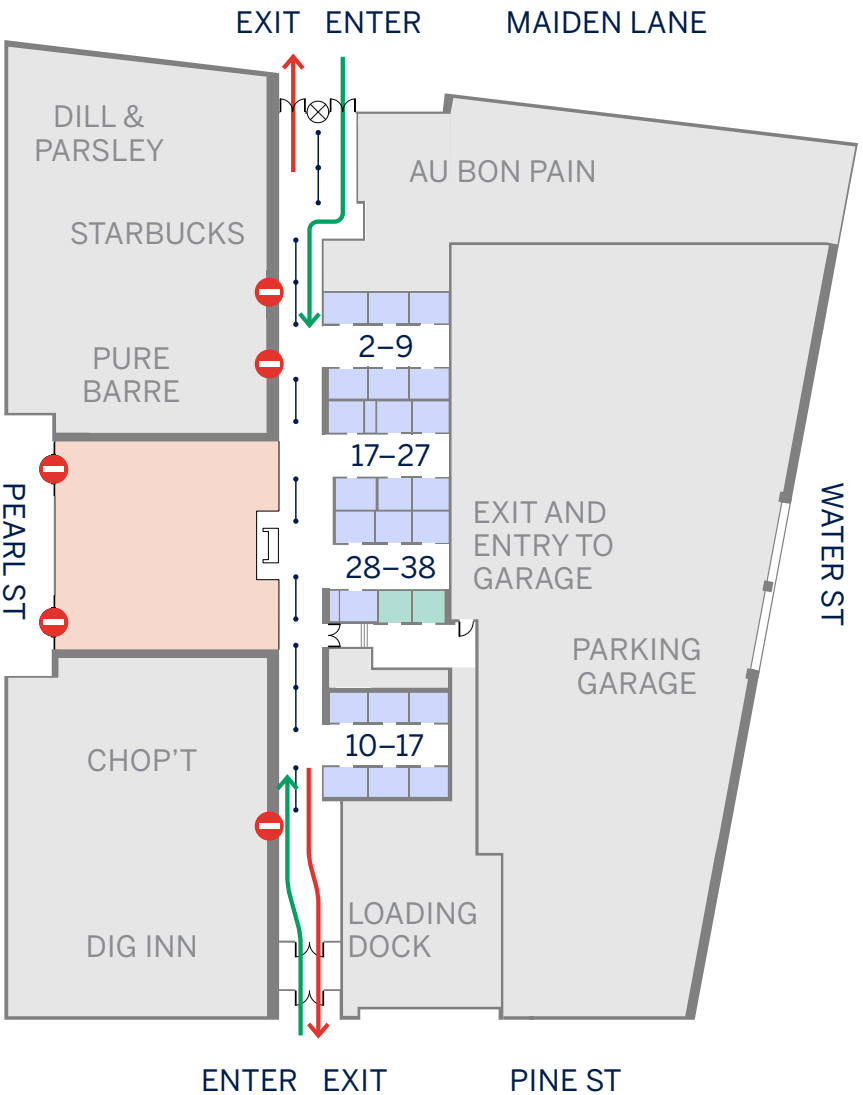 EXIT ENTER
MAIDEN LANE
DILL &
PARSLEY
AU BON PAIN
STARBUCKS
2–9
PURE
BARRE
17–27
PEARL ST
WATER ST
EXIT AND
ENTRY TO
GARAGE
28–38
PARKING
GARAGE
10–17
CHOP'T
LOADING
DOCK
DIG INN
ENTER EXIT
PINE ST